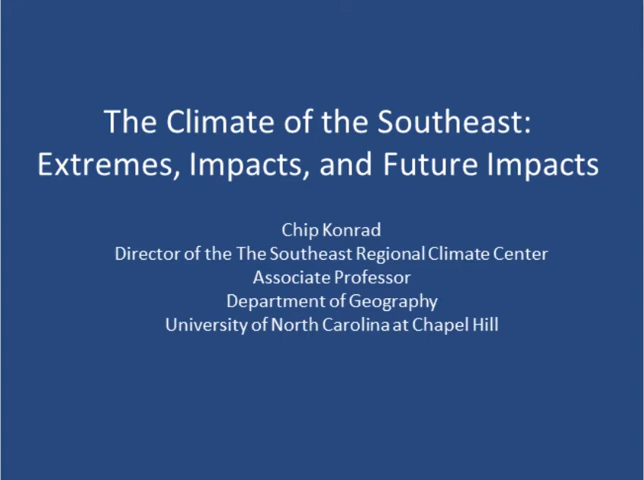 The Climate of the Southeast:
Extremes, Impacts, and Future Impacts
Chip Konrad
Director of the The Southeast Regional Climate Center
Associate Professor
Department of Geography
University of North Carolina at Chapel Hill